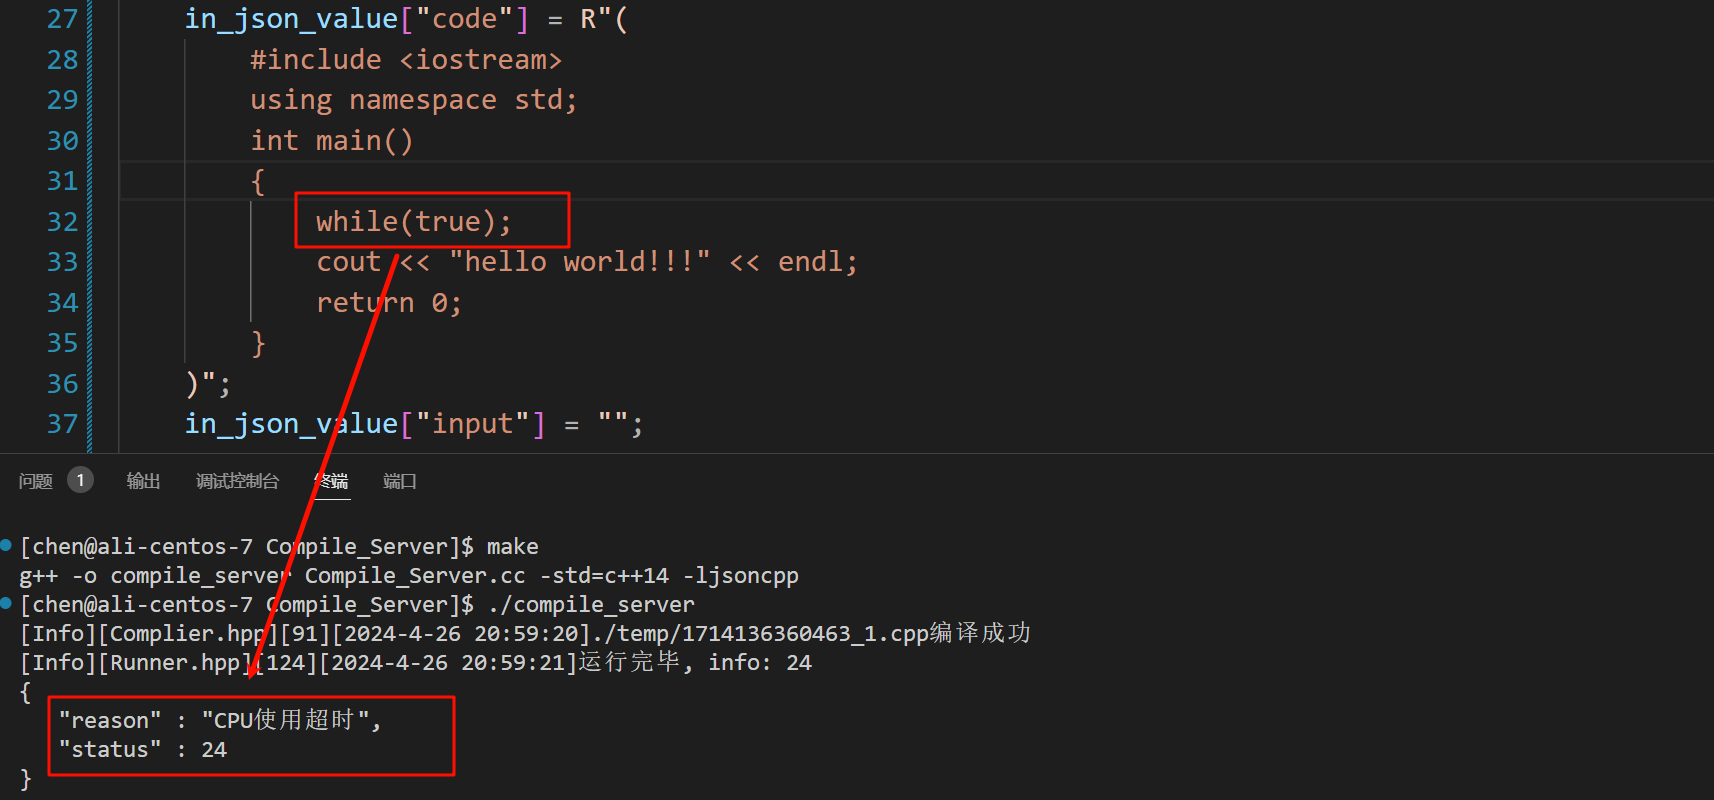 27 in_json_value["code"] = R"(
28 #include <iostream>
29 using namespace std;
30 int main()
31 {
32 while(true);
33 cout << "hello world!!!" << endl;
34 return 0;
35 }
36 )";
37 in_json_value["input"] = "";
问题 1 输出 调试控制台 终端 端口
[chen@ali-centos-7 Compile_Server]$ make
g++ -o compile_server Compile_Server.cc -std=c++14 -ljsoncpp
[chen@ali-centos-7 Compile_Server]$ ./compile_server
[Info][Complier.hpp][91][2024-4-26 20:59:20]./temp/1714136360463_1.cpp编译成功
[Info][Runner.hpp][124][2024-4-26 20:59:21]运行完毕, info: 24
{
"reason" : "CPU使用超时",
"status" : 24
}